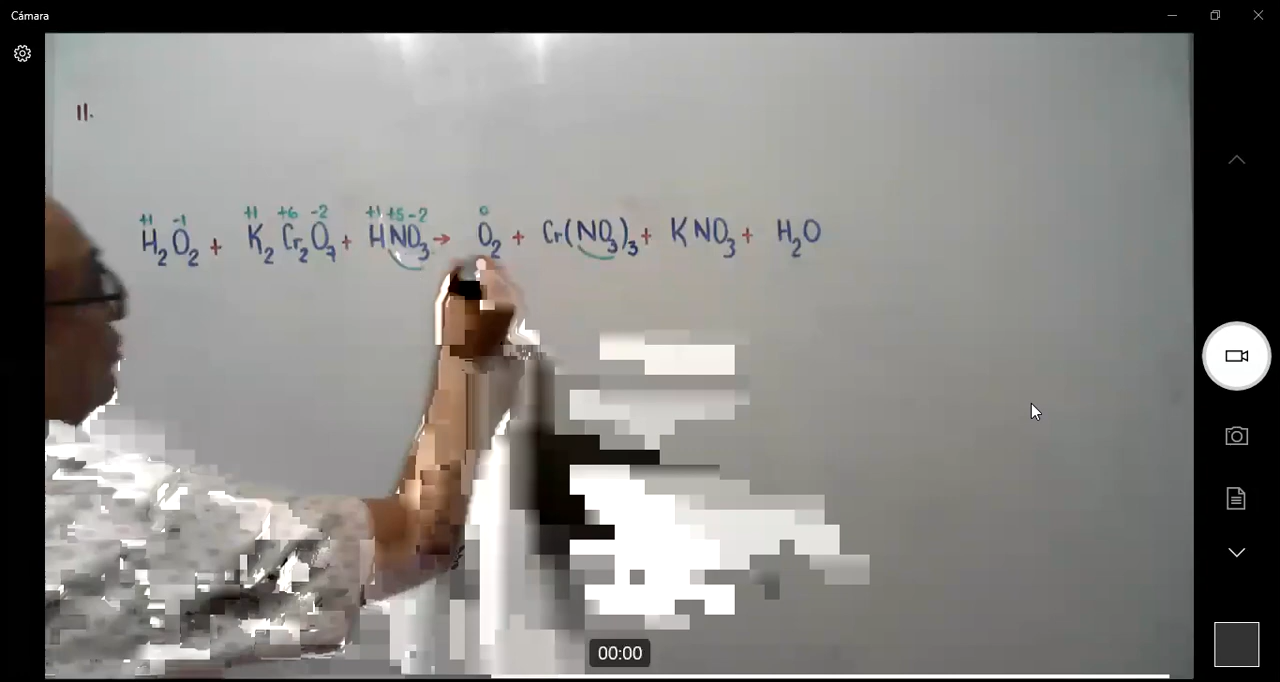 Cámara
11.
+1 -1 +1 +6 -2 +1 +5 -2 0
H₂O₂ + K₂Cr₂O₇ + HNO₃ → O₂ + Cr(NO₃)₃ + KNO₃ + H₂O
00:00